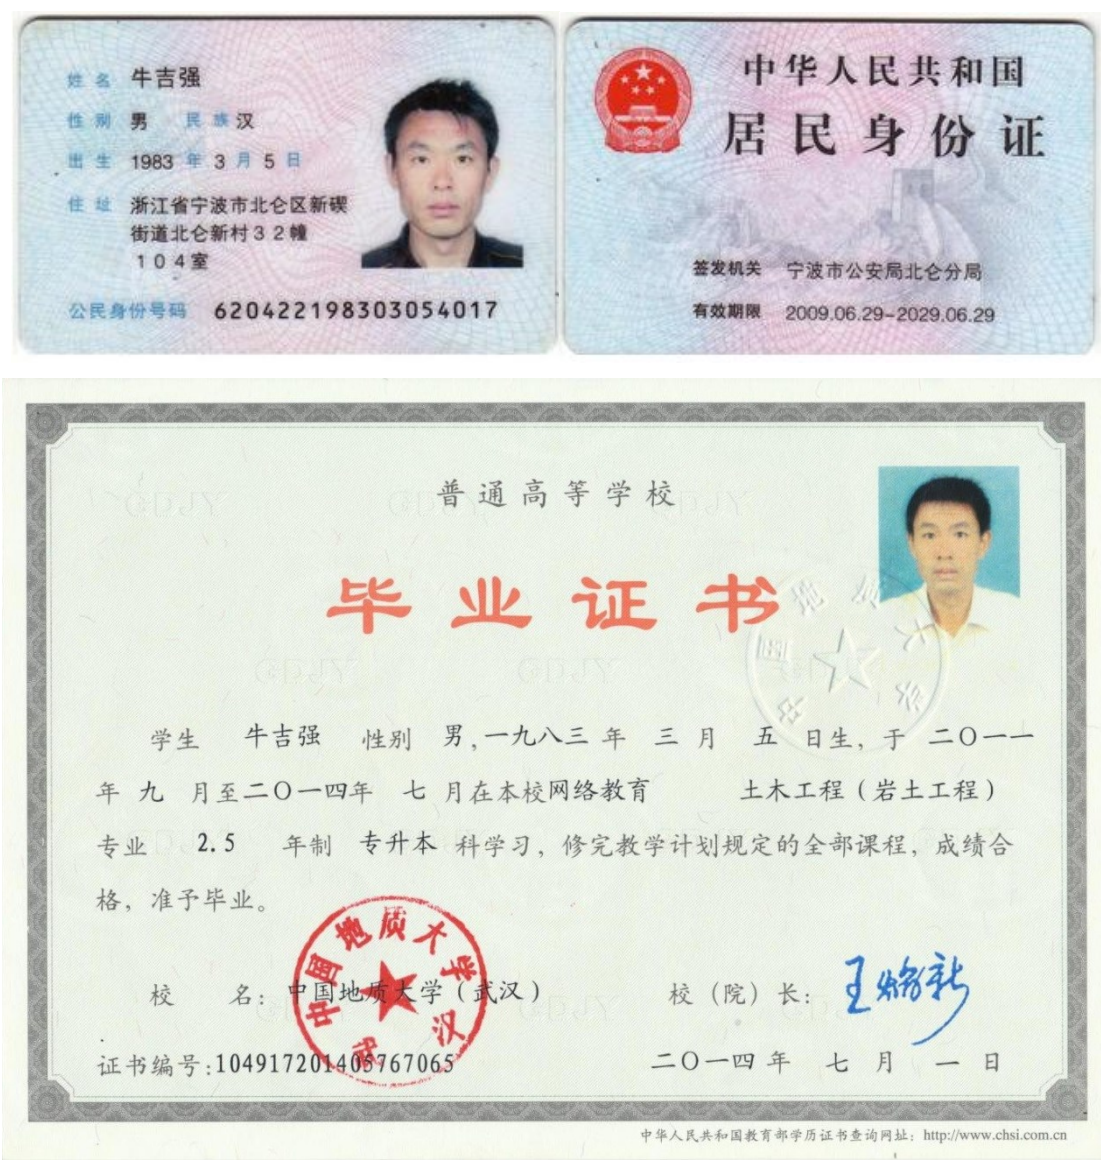 姓名 牛吉强
性别 男 民族 汉
出生 1983 年 3 月 5 日
住址 浙江省宁波市北仑区新碶
街道北仑新村32幢
104室
公民身份号码 620422198303054017
中华人民共和国
居民身份证
签发机关 宁波市公安局北仑分局
有效期限 2009.06.29-2029.06.29
普通高等学校
毕业证书
学生 牛吉强 性别 男,一九八三年 三 月 五 日生,于 二〇一一
年 九 月至二〇一四年 七 月在本校网络教育 土木工程(岩土工程)
专业 2.5 年制 专升本 科学习,修完教学计划规定的全部课程,成绩合
格,准予毕业。
中国地质大学
武汉
校 名: 中国地质大学(武汉) 校(院)长:
证书编号:104917201405767065 二〇一四年 七 月 一 日
中华人民共和国教育部学历证书查询网址: http://www.chsi.com.cn
GDJY